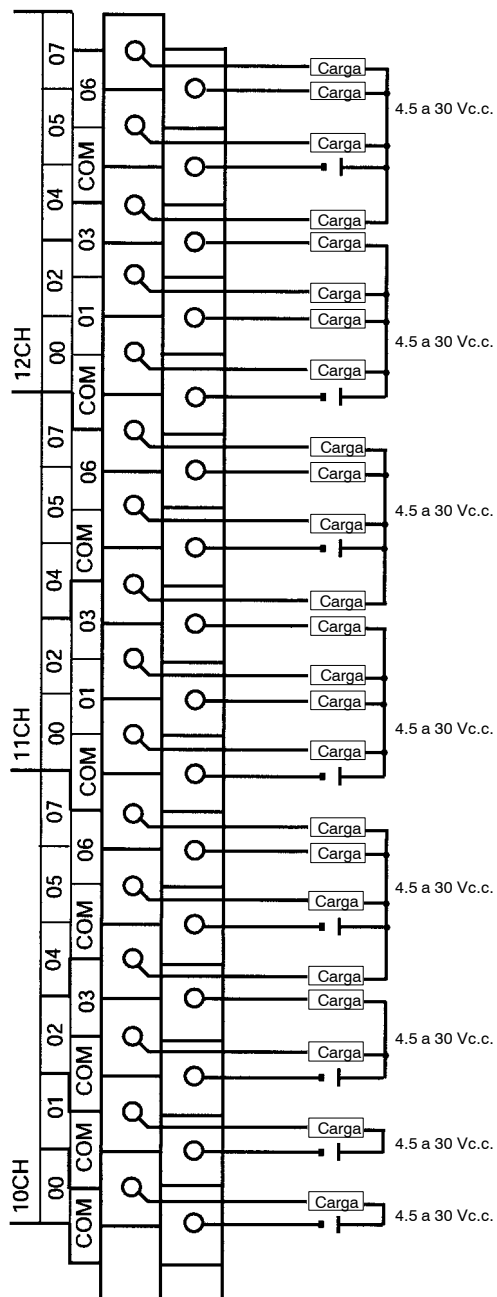 07 Carga
06 Carga
4.5 a 30 Vc.c.
05 Carga
COM
04 Carga
03 Carga
02 Carga
01 Carga
4.5 a 30 Vc.c.
00 Carga
12CH
COM
07 Carga
06 Carga
05 Carga
4.5 a 30 Vc.c.
COM
04 Carga
03 Carga
02 Carga
01 Carga
4.5 a 30 Vc.c.
00 Carga
11CH
COM
07 Carga
06 Carga
4.5 a 30 Vc.c.
05 Carga
COM
04 Carga
03 Carga
4.5 a 30 Vc.c.
02 Carga
COM
01 Carga
4.5 a 30 Vc.c.
COM
00 Carga
4.5 a 30 Vc.c.
10CH
COM